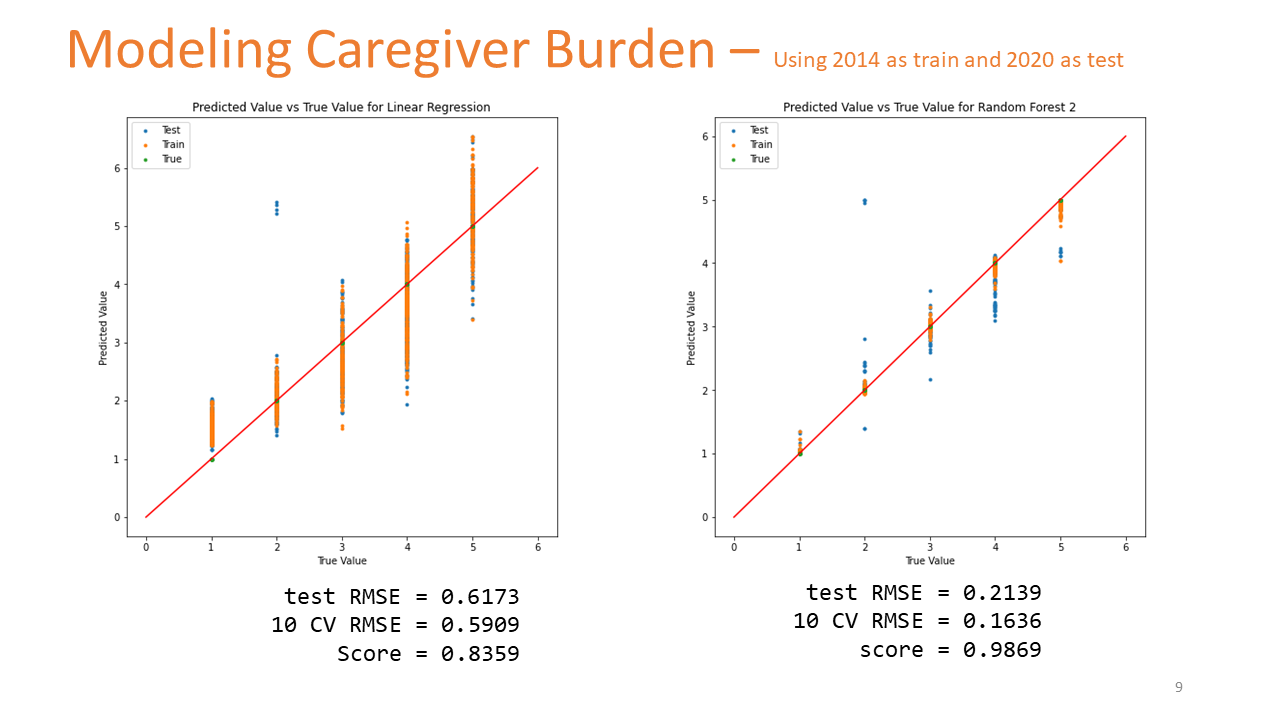 Modeling Caregiver Burden – Using 2014 as train and 2020 as test
Predicted Value vs True Value for Linear Regression
Test
Train
True
6
5
4
3
2
1
0
Predicted Value
0 1 2 3 4 5 6
True Value
test RMSE = 0.6173
10 CV RMSE = 0.5909
Score = 0.8359
Predicted Value vs True Value for Random Forest 2
Test
Train
True
6
5
4
3
2
1
0
Predicted Value
0 1 2 3 4 5 6
True Value
test RMSE = 0.2139
10 CV RMSE = 0.1636
score = 0.9869
9